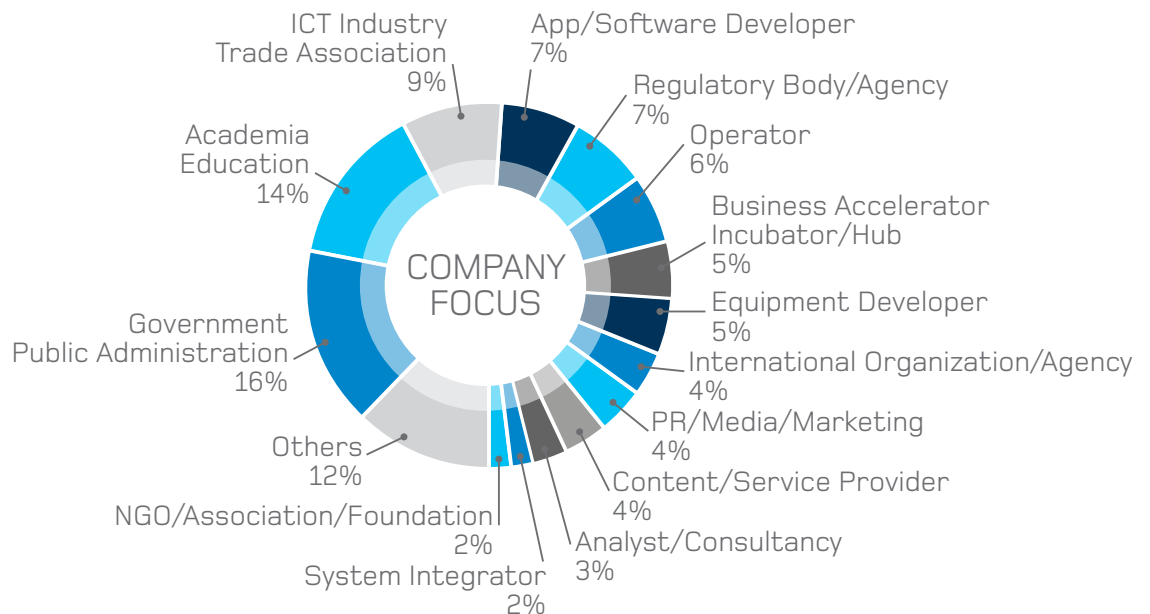 COMPANY
FOCUS
ICT Industry
Trade Association
9%
App/Software Developer
7%
Regulatory Body/Agency
7%
Operator
6%
Business Accelerator
Incubator/Hub
5%
Equipment Developer
5%
International Organization/Agency
4%
PR/Media/Marketing
4%
Content/Service Provider
4%
Analyst/Consultancy
3%
System Integrator
2%
NGO/Association/Foundation
2%
Others
12%
Government
Public Administration
16%
Academia
Education
14%